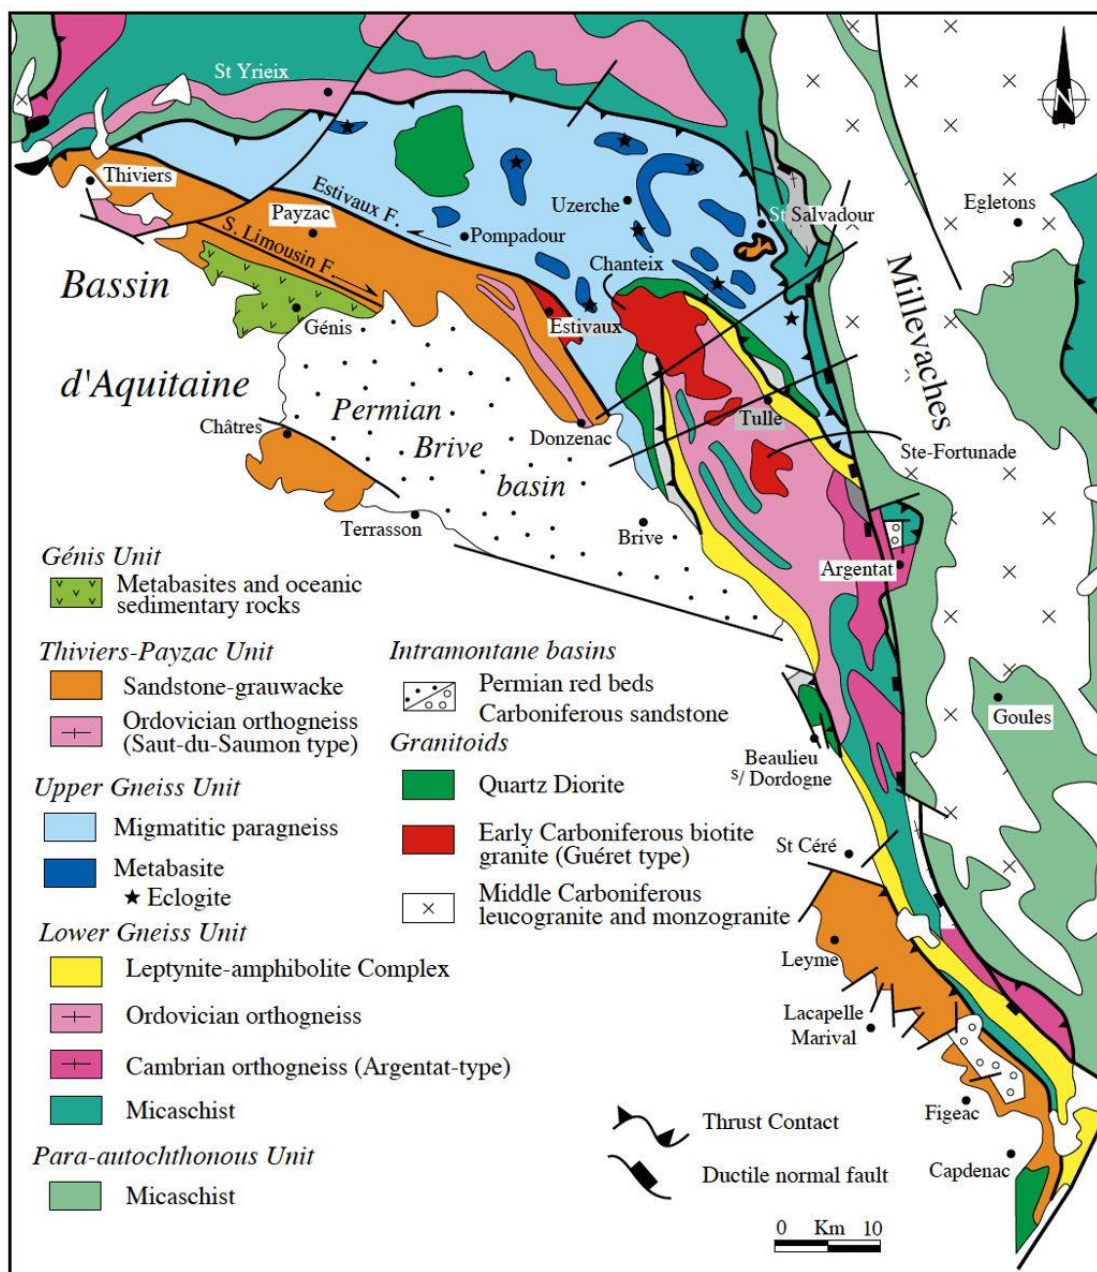 St Yrieix
N
Thiviers
Payzac
Estivaux F.
S. Limousin F.
Uzerche
Pompadour
St Salvadour
Egletons
Chanteix
Millevaches
Bassin
d'Aquitaine
Génis
Estivaux
Permian
Brive
basin
Châtres
Donzenac
Tulle
Ste-Fortunade
Terrasson
Brive
Argentat
Goules
Beaulieu
s/ Dordogne
St Céré
Leyme
Lacapelle
Marival
Figeac
Capdenac
Génis Unit
Metabasites and oceanic
sedimentary rocks
Thiviers-Payzac Unit
Sandstone-grauwacke
Ordovician orthogneiss
(Saut-du-Saumon type)
Upper Gneiss Unit
Migmatitic paragneiss
Metabasite
Eclogite
Lower Gneiss Unit
Leptynite-amphibolite Complex
Ordovician orthogneiss
Cambrian orthogneiss (Argentat-type)
Micaschist
Para-autochthonous Unit
Micaschist
Intramontane basins
Permian red beds
Carboniferous sandstone
Granitoids
Quartz Diorite
Early Carboniferous biotite
granite (Guéret type)
Middle Carboniferous
leucogranite and monzogranite
Thrust Contact
Ductile normal fault
0 Km 10